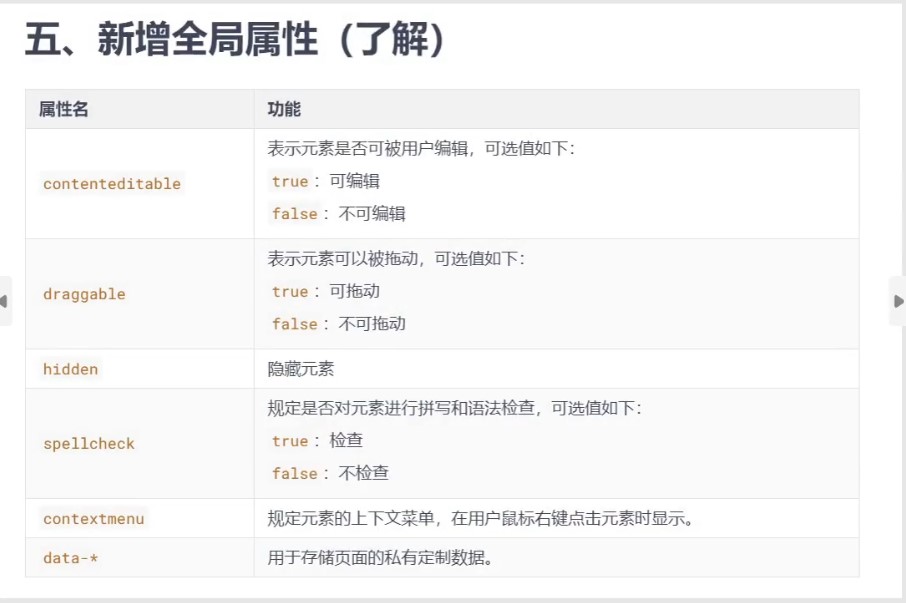 五、新增全局属性（了解）
属性名 功能
contenteditable
表示元素是否可被用户编辑，可选值如下：
true：可编辑
false：不可编辑
draggable
表示元素可以被拖动，可选值如下：
true：可拖动
false：不可拖动
hidden 隐藏元素
spellcheck
规定是否对元素进行拼写和语法检查，可选值如下：
true：检查
false：不检查
contextmenu 规定元素的上下文菜单，在用户鼠标右键点击元素时显示。
data-* 用于存储页面的私有定制数据。